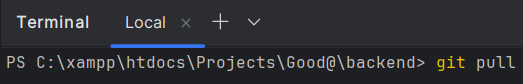 Terminal Local
PS C:\xampp\htdocs\Projects\Good@\backend> git pull